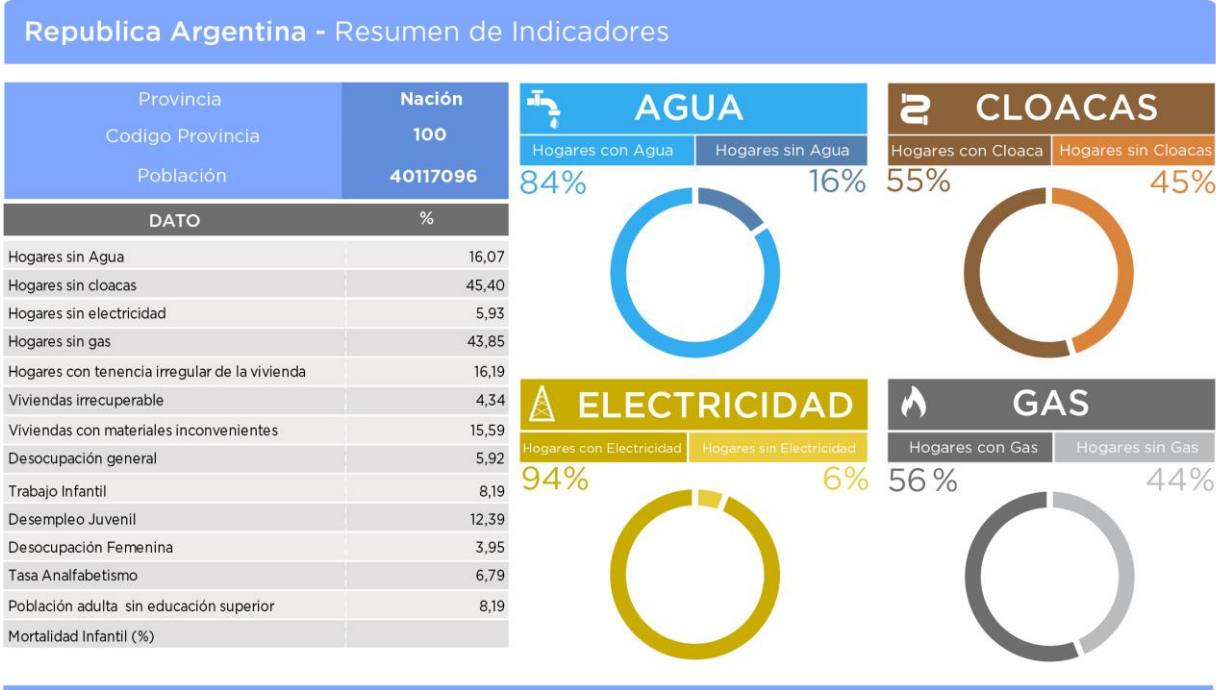 Republica Argentina - Resumen de Indicadores
Provincia Nación
Codigo Provincia 100
Población 40117096
DATO %
Hogares sin Agua 16,07
Hogares sin cloacas 45,40
Hogares sin electricidad 5,93
Hogares sin gas 43,85
Hogares con tenencia irregular de la vivienda 16,19
Viviendas irrecuperable 4,34
Viviendas con materiales inconvenientes 15,59
Desocupación general 5,92
Trabajo Infantil 8,19
Desempleo Juvenil 12,39
Desocupación Femenina 3,95
Tasa Analfabetismo 6,79
Población adulta sin educación superior 8,19
Mortalidad Infantil (%)
AGUA
Hogares con Agua Hogares sin Agua
84% 16%
CLOACAS
Hogares con Cloaca Hogares sin Cloacas
55% 45%
ELECTRICIDAD
Hogares con Electricidad Hogares sin Electricidad
94% 6%
GAS
Hogares con Gas Hogares sin Gas
56 % 44%